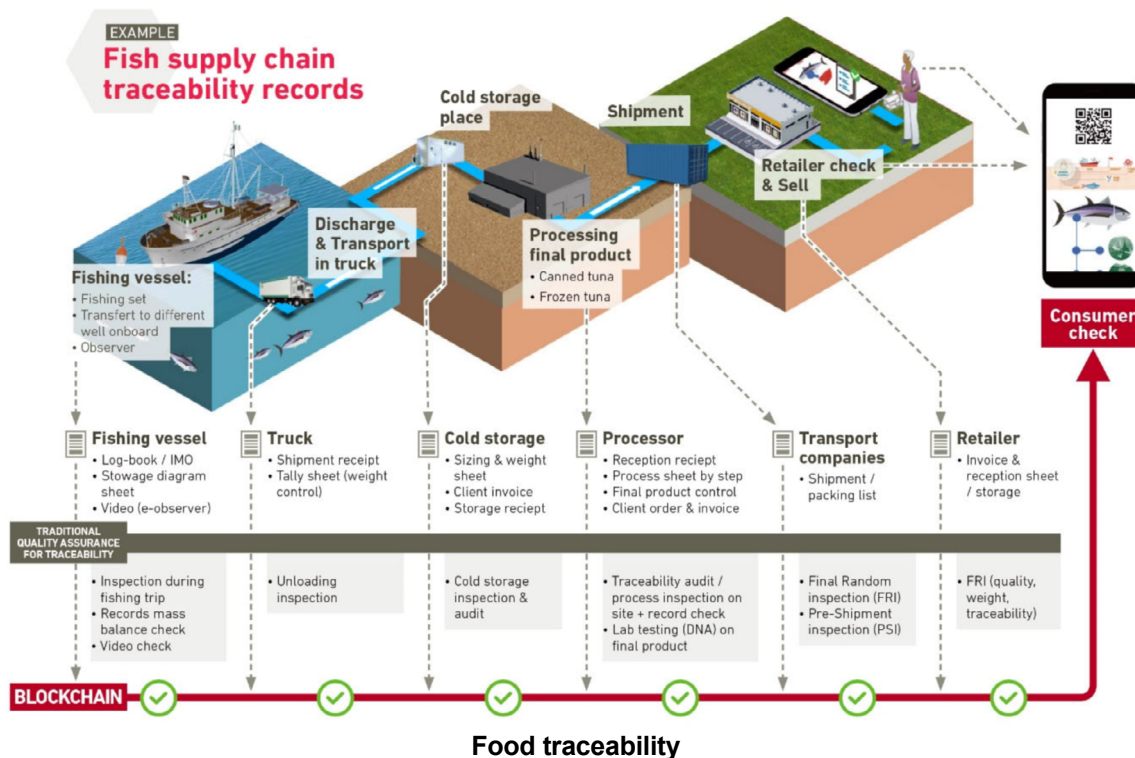 EXAMPLE
Fish supply chain
traceability records
Cold storage
place
Shipment
Retailer check
& Sell
Discharge
& Transport
in truck
Processing
final product
• Canned tuna
• Frozen tuna
Fishing vessel:
• Fishing set
• Transfert to different
well onboard
• Observer
Consumer
check
Fishing vessel
• Log-book / IMO
• Stowage diagram
sheet
• Video (e-observer)
Truck
• Shipment receipt
• Tally sheet (weight
control)
Cold storage
• Sizing & weight
sheet
• Client invoice
• Storage reciept
Processor
• Reception reciept
• Process sheet by step
• Final product control
• Client order & invoice
Transport
companies
• Shipment /
packing list
Retailer
• Invoice &
reception sheet
/ storage
TRADITIONAL
QUALITY ASSURANCE
FOR TRACEABILITY
• Inspection during
fishing trip
• Records mass
balance check
• Video check
• Unloading
inspection
• Cold storage
inspection &
audit
• Traceability audit /
process inspection on
site + record check
• Lab testing (DNA) on
final product
• Final Random
inspection (FRI)
• Pre-Shipment
inspection (PSI)
• FRI (quality,
weight,
traceability)
BLOCKCHAIN
Food traceability